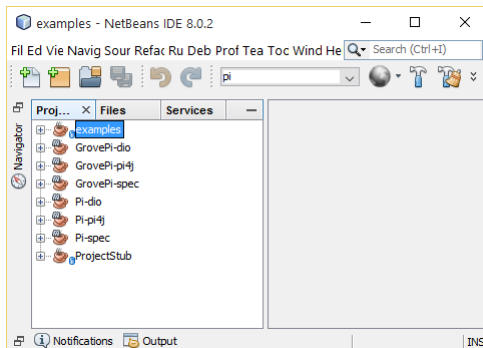 examples - NetBeans IDE 8.0.2
Fil Ed Vie Navig Sour Refac Ru Deb Prof Tea Toc Wind He Search (Ctrl+I)
pi
Proj... Files Services
Navigator
examples
GrovePi-dio
GrovePi-pi4j
GrovePi-spec
Pi-dio
Pi-pi4j
Pi-spec
ProjectStub
Notifications Output INS